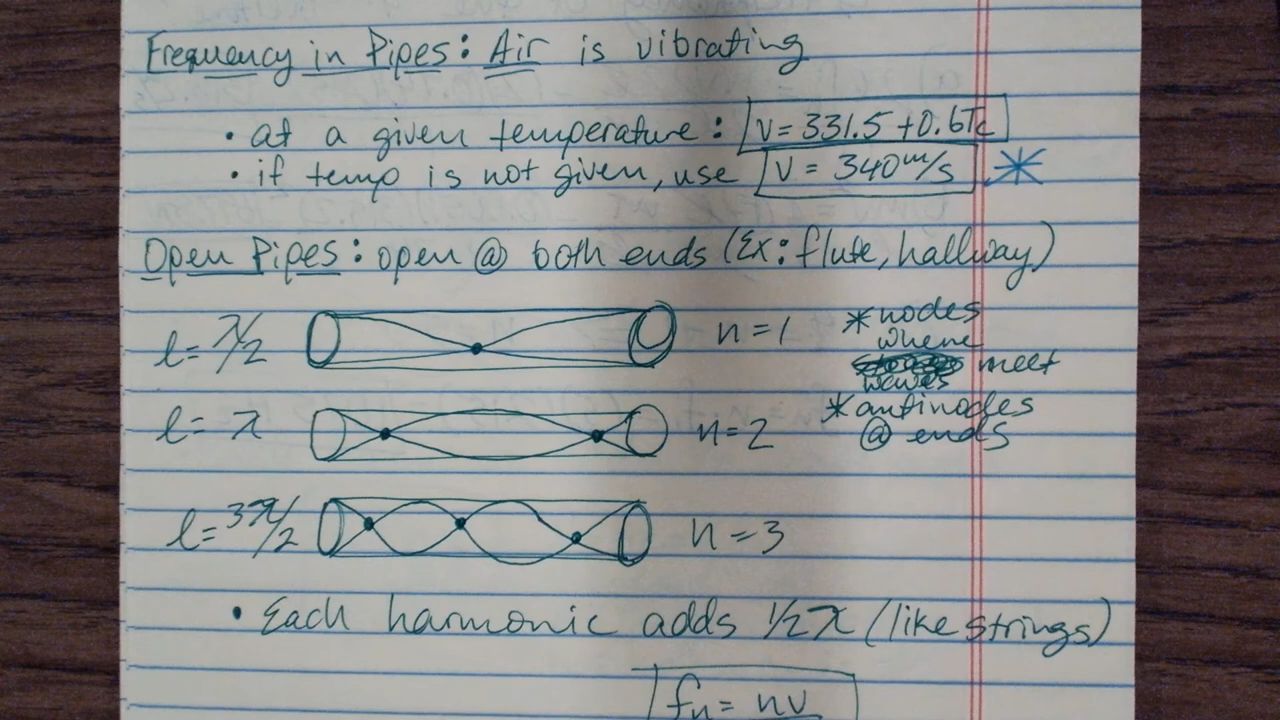 Frequency in Pipes: Air is vibrating
• at a given temperature: V = 331.5 + 0.6Tc
• if temp is not given, use V = 340 m/s *
Open Pipes: open @ both ends (Ex: flute, hallway)
l = λ/2 n = 1
* nodes
where
meet
waves
l = λ n = 2
* antinodes
@ ends
l = 3λ/2 n = 3
• Each harmonic adds 1/2 λ (like strings)
fn = nv